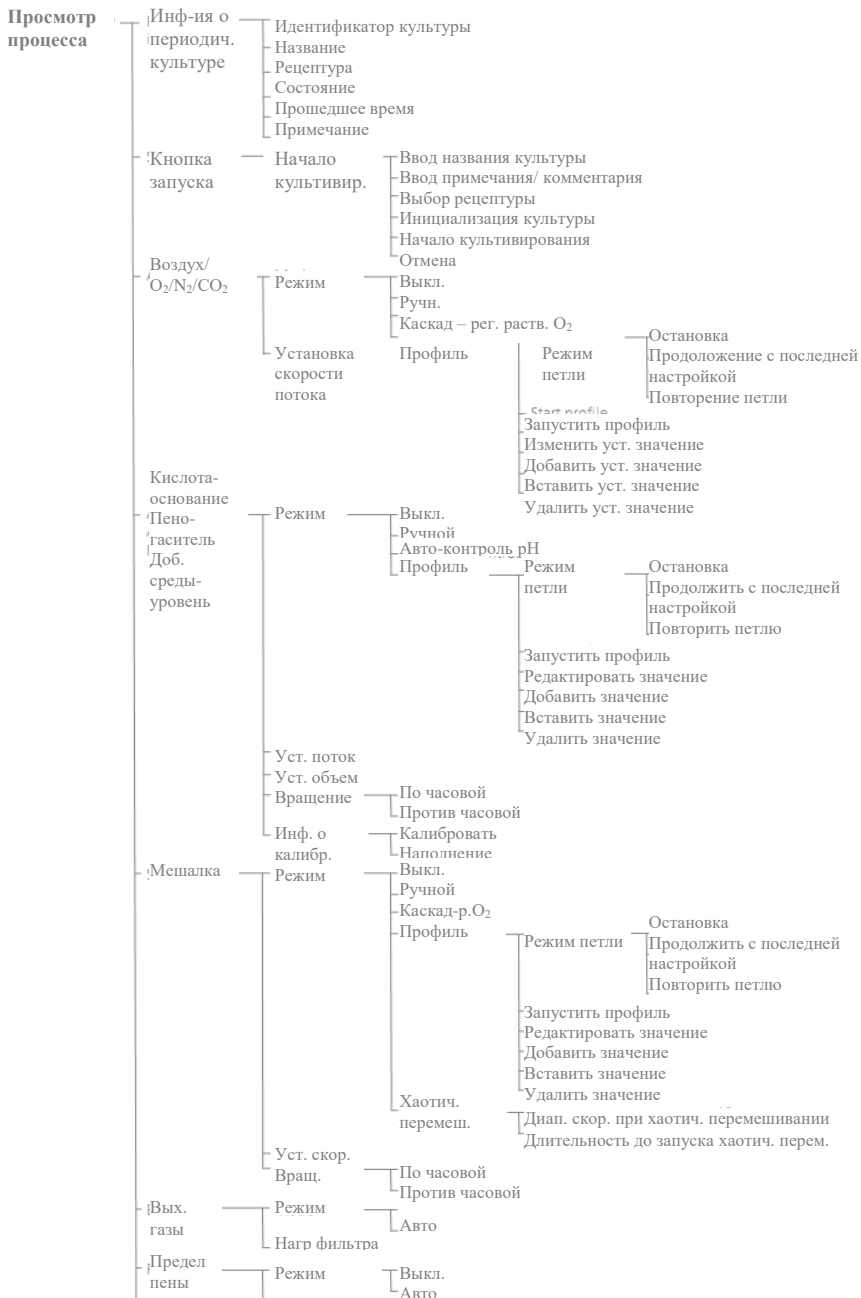 Просмотр
процесса
Инф-ия о
периодич.
культуре
Идентификатор культуры
Название
Рецептура
Состояние
Прошедшее время
Примечание
Кнопка
запуска
Начало
культивир.
Ввод названия культуры
Ввод примечания/ комментария
Выбор рецептуры
Инициализация культуры
Начало культивирования
Отмена
Воздух/
O₂/N₂/CO₂
Режим
Выкл.
Ручн.
Каскад – рег. раств. O₂
Установка
скорости
потока
Профиль
Режим
петли
Остановка
Продоложение с последней
настройкой
Повторение петли
Start profile
Запустить профиль
Изменить уст. значение
Добавить уст. значение
Вставить уст. значение
Удалить уст. значение
Кислота-
основание
Пено-
гаситель
Доб.
среды-
уровень
Режим
Выкл.
Ручной
Авто-контроль pH
Профиль
Режим
петли
Остановка
Продолжить с последней
настройкой
Повторить петлю
Запустить профиль
Редактировать значение
Добавить значение
Вставить значение
Удалить значение
Уст. поток
Уст. объем
Вращение
По часовой
Против часовой
Инф. о
калибр.
Калибровать
Наполнение
Мешалка
Режим
Выкл.
Ручной
Каскад-р.O₂
Профиль
Режим петли
Остановка
Продолжить с последней
настройкой
Повторить петлю
Запустить профиль
Редактировать значение
Добавить значение
Вставить значение
Удалить значение
Хаотич.
перемеш.
Диап. скор. при хаотич. перемешивании
Длительность до запуска хаотич. перем.
Уст. скор.
Вращ.
По часовой
Против часовой
Вых.
газы
Режим
Авто
Нагр фильтра
Предел
пены
Режим
Выкл.
Авто